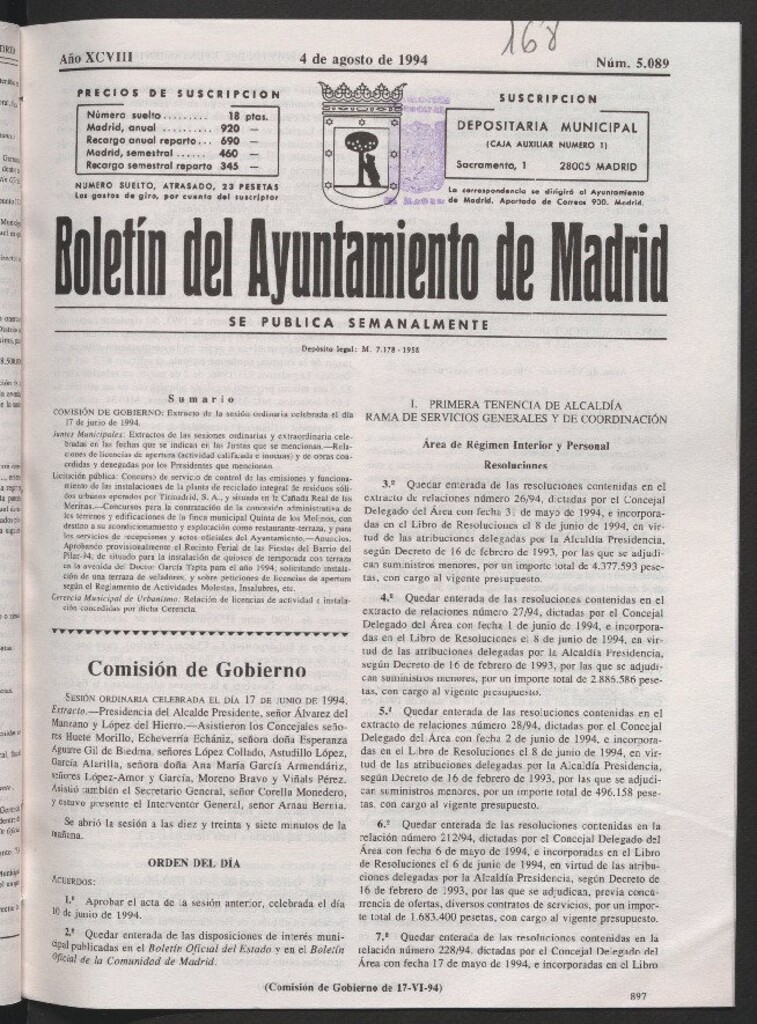 168
Año XCVIII
4 de agosto de 1994
Núm. 5.089
PRECIOS DE SUSCRIPCION
Número suelto......... 18 ptas.
Madrid, anual .......... 920 —
Recargo anual reparto... 690 —
Madrid, semestral ...... 460 —
Recargo semestral reparto 345 —
NUMERO SUELTO, ATRASADO, 23 PESETAS
Los gastos de giro, por cuenta del suscriptor
SUSCRIPCION
DEPOSITARIA MUNICIPAL
(CAJA AUXILIAR NUMERO 1)
Sacramento, 1 28005 MADRID
La correspondencia se dirigirá al Ayuntamiento
de Madrid. Apartado de Correos 930. Madrid.
Boletín del Ayuntamiento de Madrid
SE PUBLICA SEMANALMENTE
Depósito legal: M. 7.178 - 1958
Sumario
COMISIÓN DE GOBIERNO: Extracto de la sesión ordinaria celebrada el día
17 de junio de 1994.
Juntas Municipales: Extractos de las sesiones ordinarias y extraordinaria cele-
bradas en las fechas que se indican en las Juntas que se mencionan.—Rela-
ciones de licencias de apertura (actividad calificada e inocuas) y de obras con-
cedidas y denegadas por los Presidentes que mencionan.
Licitación pública: Concurso de servicio de control de las emisiones y funciona-
miento de las instalaciones de la planta de reciclado integral de residuos sóli-
dos urbanos operados por Tirmadrid, S. A., y situada en la Cañada Real de las
Merinas.—Concursos para la contratación de la concesión administrativa de
los terrenos y edificaciones de la finca municipal Quinta de los Molinos, con
destino a su acondicionamiento y explotación como restaurante-terraza, y para
los servicios de recepciones y actos oficiales del Ayuntamiento.—Anuncios.
Aprobando provisionalmente el Recinto Ferial de las Fiestas del Barrio del
Pilar-94; de situado para la instalación de quiosco de temporada con terraza
en la avenida del Doctor García Tapia para el año 1994; solicitando instala-
ción de una terraza de veladores, y sobre peticiones de licencias de apertura
según el Reglamento de Actividades Molestas, Insalubres, etc.
Gerencia Municipal de Urbanismo: Relación de licencias de actividad e instala-
ción concedidas por dicha Gerencia.
Comisión de Gobierno
SESIÓN ORDINARIA CELEBRADA EL DÍA 17 DE JUNIO DE 1994.
Extracto.—Presidencia del Alcalde Presidente, señor Álvarez del
Manzano y López del Hierro.—Asistieron los Concejales seño-
res Huete Morillo, Echeverría Echániz, señora doña Esperanza
Aguirre Gil de Biedma, señores López Collado, Astudillo López,
García Alarilla, señora doña Ana María García Armendáriz,
señores López-Amor y García, Moreno Bravo y Viñals Pérez.
Asistió también el Secretario General, señor Corella Monedero,
y estuvo presente el Interventor General, señor Arnau Bernia.
Se abrió la sesión a las diez y treinta y siete minutos de la
mañana.
ORDEN DEL DÍA
ACUERDOS:
1.º Aprobar el acta de la sesión anterior, celebrada el día
10 de junio de 1994.
2.º Quedar enterada de las disposiciones de interés muni-
cipal publicadas en el Boletín Oficial del Estado y en el Boletín
Oficial de la Comunidad de Madrid.
I. PRIMERA TENENCIA DE ALCALDÍA
RAMA DE SERVICIOS GENERALES Y DE COORDINACIÓN
Área de Régimen Interior y Personal
Resoluciones
3.º Quedar enterada de las resoluciones contenidas en el
extracto de relaciones número 26/94, dictadas por el Concejal
Delegado del Área con fecha 31 de mayo de 1994, e incorpora-
das en el Libro de Resoluciones el 8 de junio de 1994, en vir-
tud de las atribuciones delegadas por la Alcaldía Presidencia,
según Decreto de 16 de febrero de 1993, por las que se adjudi-
can suministros menores, por un importe total de 4.377.593 pese-
tas, con cargo al vigente presupuesto.
4.º Quedar enterada de las resoluciones contenidas en el
extracto de relaciones número 27/94, dictadas por el Concejal
Delegado del Área con fecha 1 de junio de 1994, e incorpora-
das en el Libro de Resoluciones el 8 de junio de 1994, en vir-
tud de las atribuciones delegadas por la Alcaldía Presidencia,
según Decreto de 16 de febrero de 1993, por las que se adjudi-
can suministros menores, por un importe total de 2.886.586 pese-
tas, con cargo al vigente presupuesto.
5.º Quedar enterada de las resoluciones contenidas en el
extracto de relaciones número 28/94, dictadas por el Concejal
Delegado del Área con fecha 2 de junio de 1994, e incorpora-
das en el Libro de Resoluciones el 8 de junio de 1994, en vir-
tud de las atribuciones delegadas por la Alcaldía Presidencia,
según Decreto de 16 de febrero de 1993, por las que se adjudi-
can suministros menores, por un importe total de 496.158 pese-
tas, con cargo al vigente presupuesto.
6.º Quedar enterada de las resoluciones contenidas en la
relación número 212/94, dictadas por el Concejal Delegado del
Área con fecha 6 de mayo de 1994, e incorporadas en el Libro
de Resoluciones el 6 de junio de 1994, en virtud de las atribu-
ciones delegadas por la Alcaldía Presidencia, según Decreto de
16 de febrero de 1993, por las que se adjudican, previa concu-
rrencia de ofertas, diversos contratos de servicios, por un impor-
te total de 1.683.400 pesetas, con cargo al vigente presupuesto.
7.º Quedar enterada de las resoluciones contenidas en la
relación número 228/94, dictadas por el Concejal Delegado del
Área con fecha 17 de mayo de 1994, e incorporadas en el Libro
(Comisión de Gobierno de 17-VI-94)
897